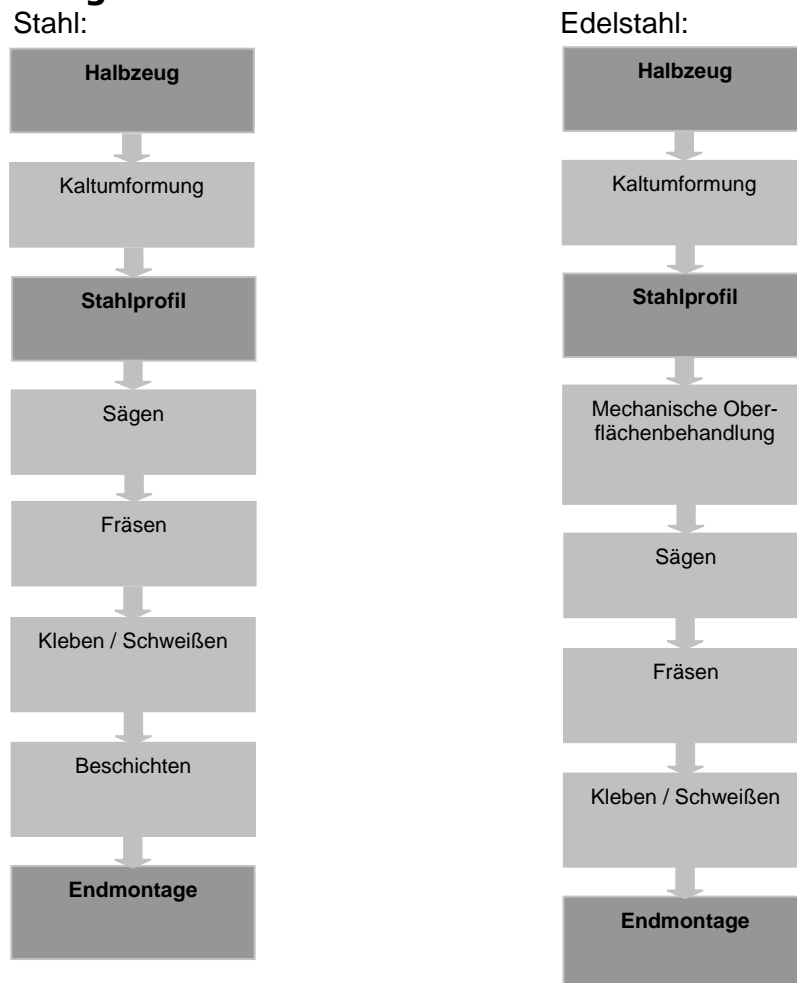 Stahl:
Halbzeug
Kaltumformung
Stahlprofil
Sägen
Fräsen
Kleben / Schweißen
Beschichten
Endmontage
Edelstahl:
Halbzeug
Kaltumformung
Stahlprofil
Mechanische Ober-
flächenbehandlung
Sägen
Fräsen
Kleben / Schweißen
Endmontage